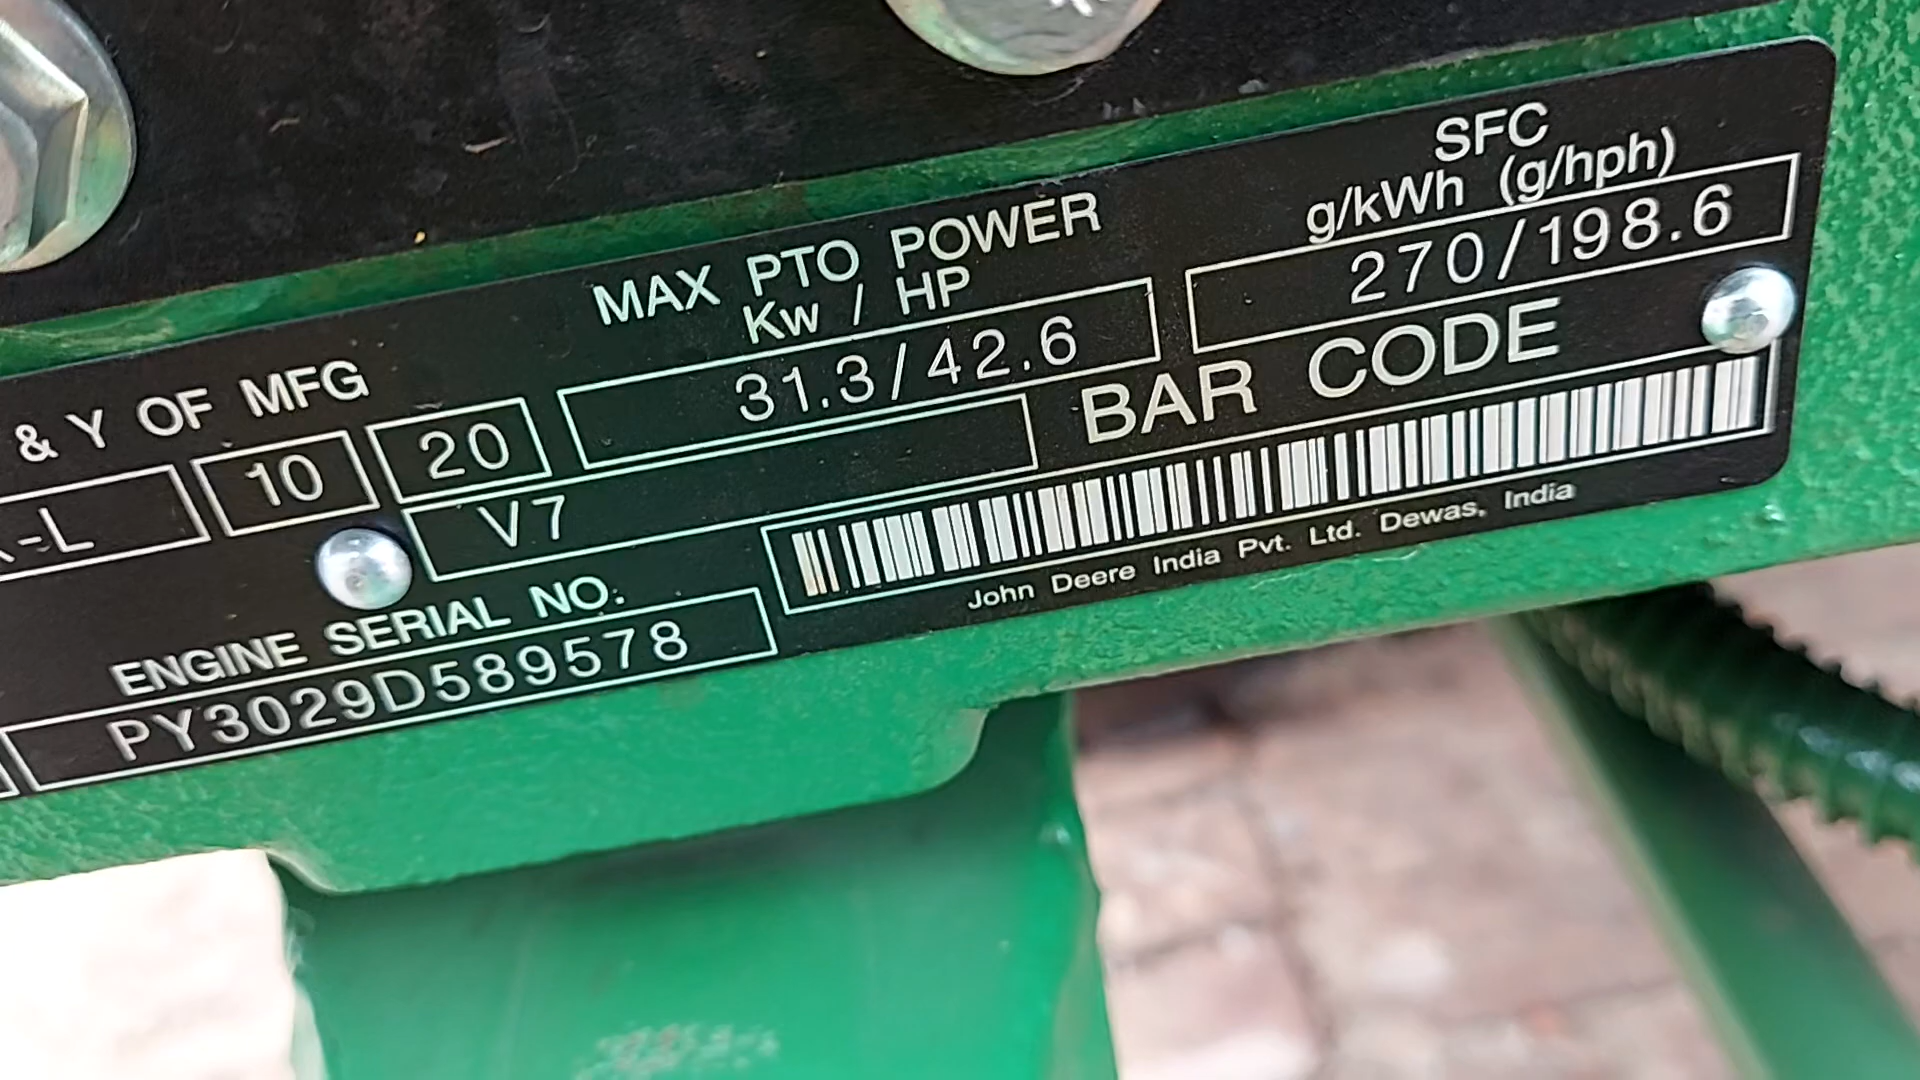 & Y OF MFG
MAX PTO POWER
Kw / HP
SFC
g/kWh (g/hph)
-L
10
20
31.3/42.6
270/198.6
V7
BAR CODE
ENGINE SERIAL NO.
PY3029D589578
John Deere India Pvt. Ltd. Dewas, India